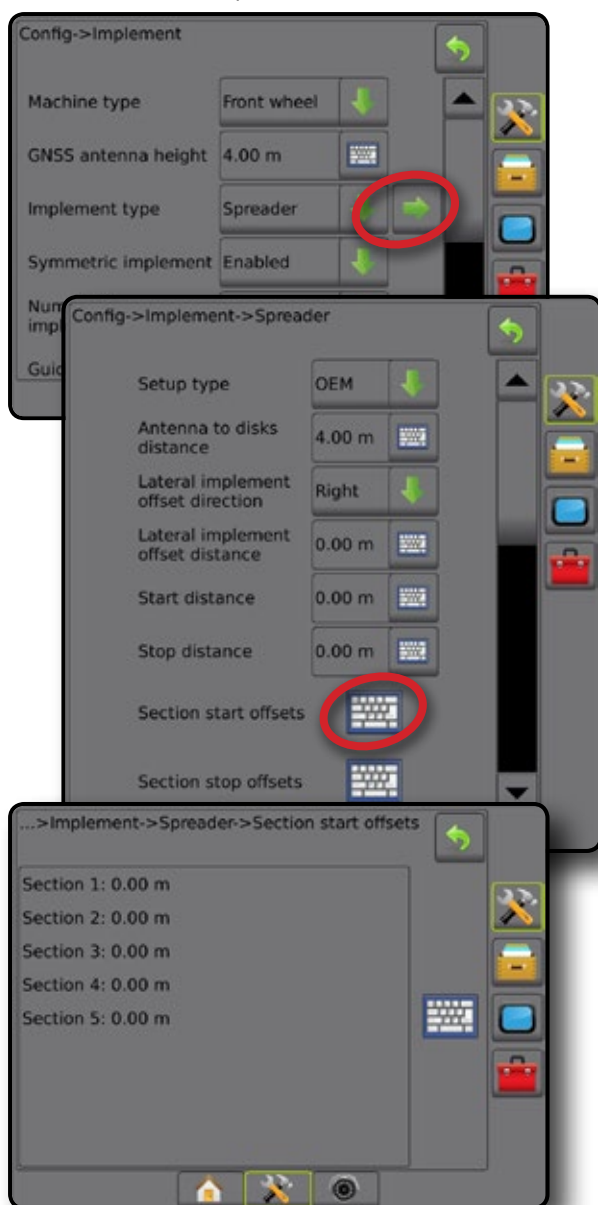 Config->Implement
Machine type Front wheel
GNSS antenna height 4.00 m
Implement type Spreader
Symmetric implement Enabled
Config->Implement->Spreader
Setup type OEM
Antenna to disks
distance 4.00 m
Lateral implement
offset direction Right
Lateral implement
offset distance 0.00 m
Start distance 0.00 m
Stop distance 0.00 m
Section start offsets
Section stop offsets
...>Implement->Spreader->Section start offsets
Section 1: 0.00 m
Section 2: 0.00 m
Section 3: 0.00 m
Section 4: 0.00 m
Section 5: 0.00 m